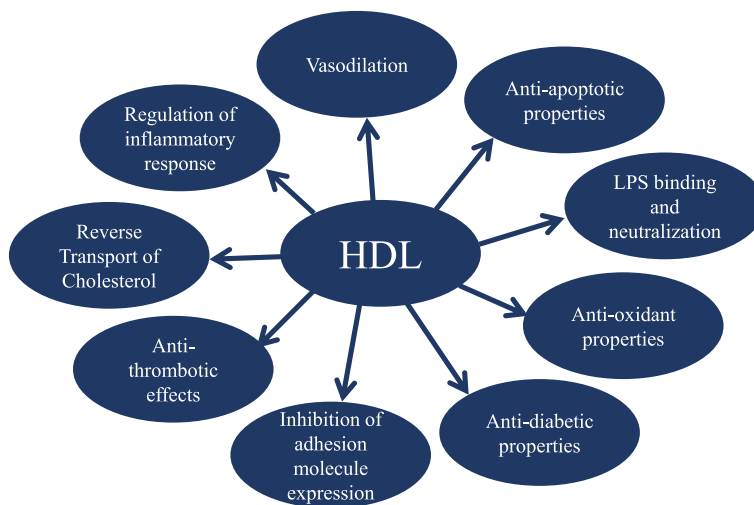 Vasodilation
Anti-apoptotic
properties
Regulation of
inflammatory
response
LPS binding
and
neutralization
Reverse
Transport of
Cholesterol
HDL
Anti-oxidant
properties
Anti-
thrombotic
effects
Anti-diabetic
properties
Inhibition of
adhesion
molecule
expression